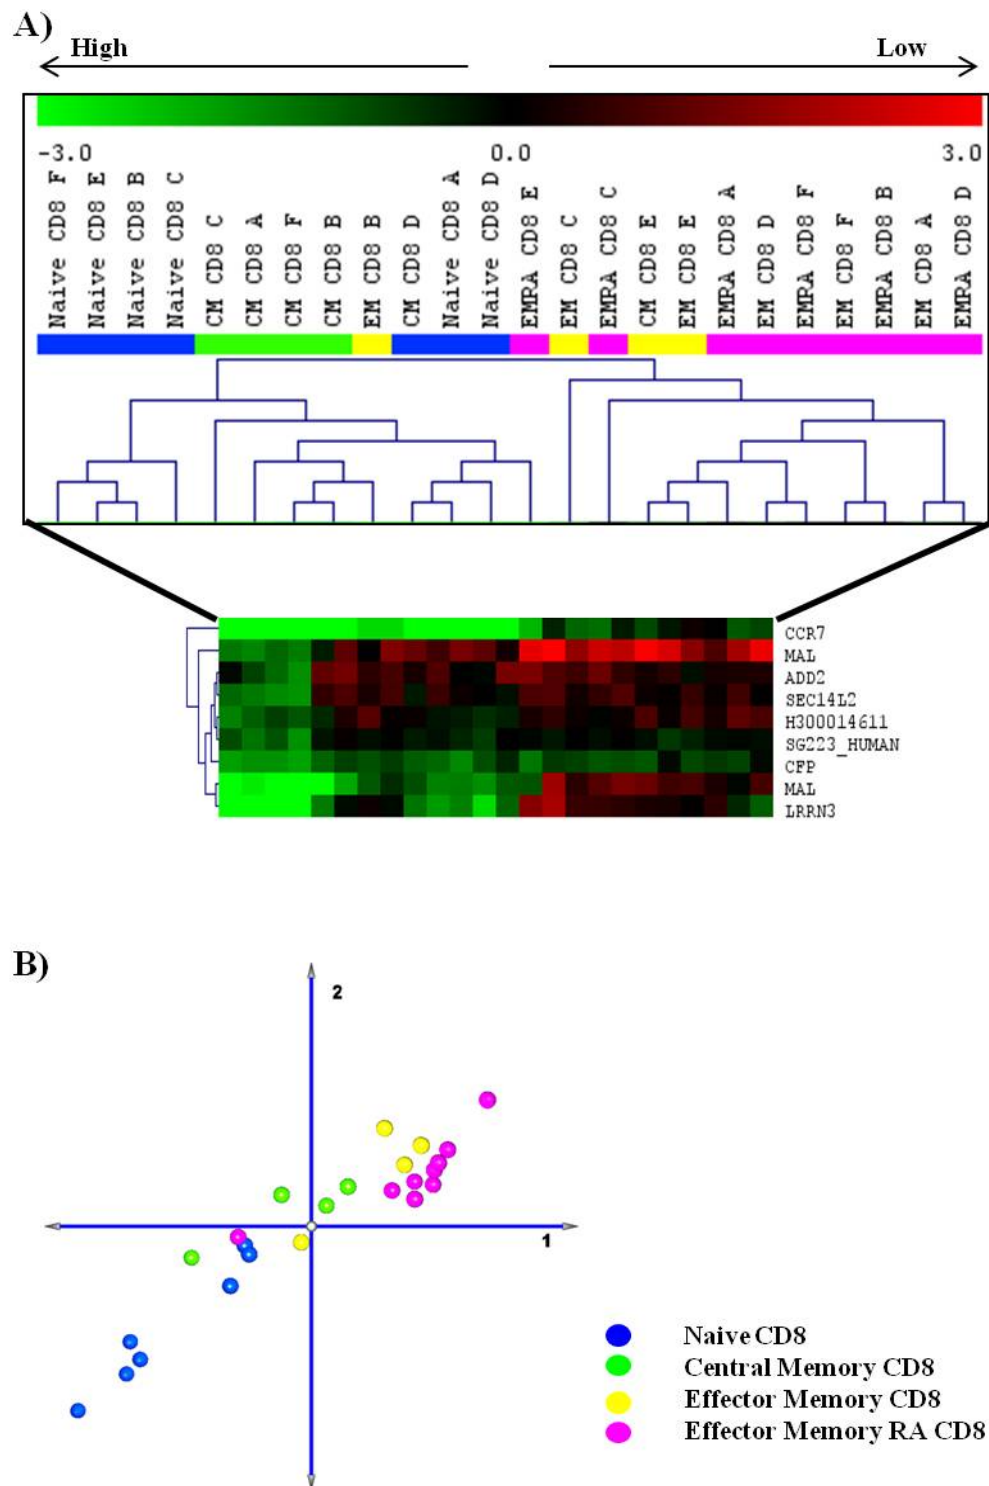 A)
High
Low
-3.0 0.0 3.0
Naive CD8 F
Naive CD8 E
Naive CD8 B
Naive CD8 C
CM CD8 C
CM CD8 A
CM CD8 F
CM CD8 B
EM CD8 B
CM CD8 D
Naive CD8 A
Naive CD8 D
EMRA CD8 E
EM CD8 C
EMRA CD8 C
CM CD8 E
EM CD8 E
EMRA CD8 A
EM CD8 D
EMRA CD8 F
EM CD8 F
EMRA CD8 B
EM CD8 A
EMRA CD8 D
CCR7
MAL
ADD2
SEC14L2
H300014611
SG223_HUMAN
CFP
MAL
LRRN3
B)
2
1
Naive CD8
Central Memory CD8
Effector Memory CD8
Effector Memory RA CD8